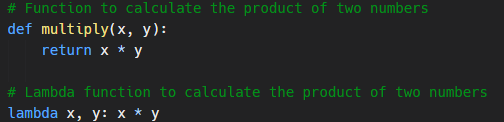 # Function to calculate the product of two numbers
def multiply(x, y):
    return x * y

# Lambda function to calculate the product of two numbers
lambda x, y: x * y